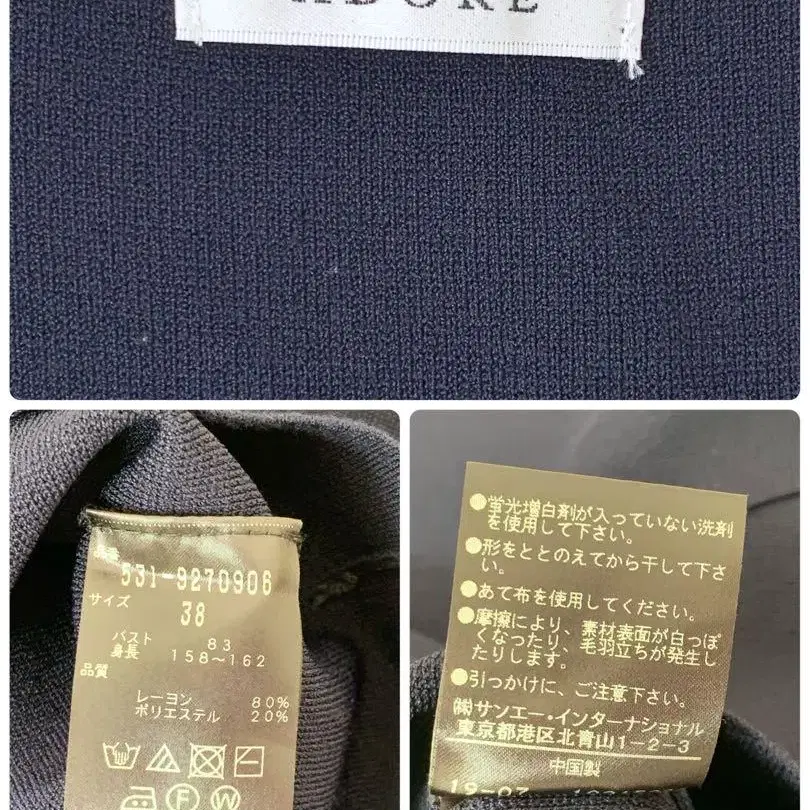 ADORE
品番
531-9270906
サイズ
38
バスト 83
身長 158〜162
品質
レーヨン 80%
ポリエステル 20%
F W
●蛍光増白剤が入っていない洗剤
を使用して下さい。
●形をととのえてから干して下さ
い。
●あて布を使用してください。
●摩擦により、素材表面が白っぽ
くなったり、毛羽立ちが発生し
たりします。
●引っかけに、ご注意下さい。
㈱サンエー・インターナショナル
東京都港区北青山1-2-3
中国製
19-03